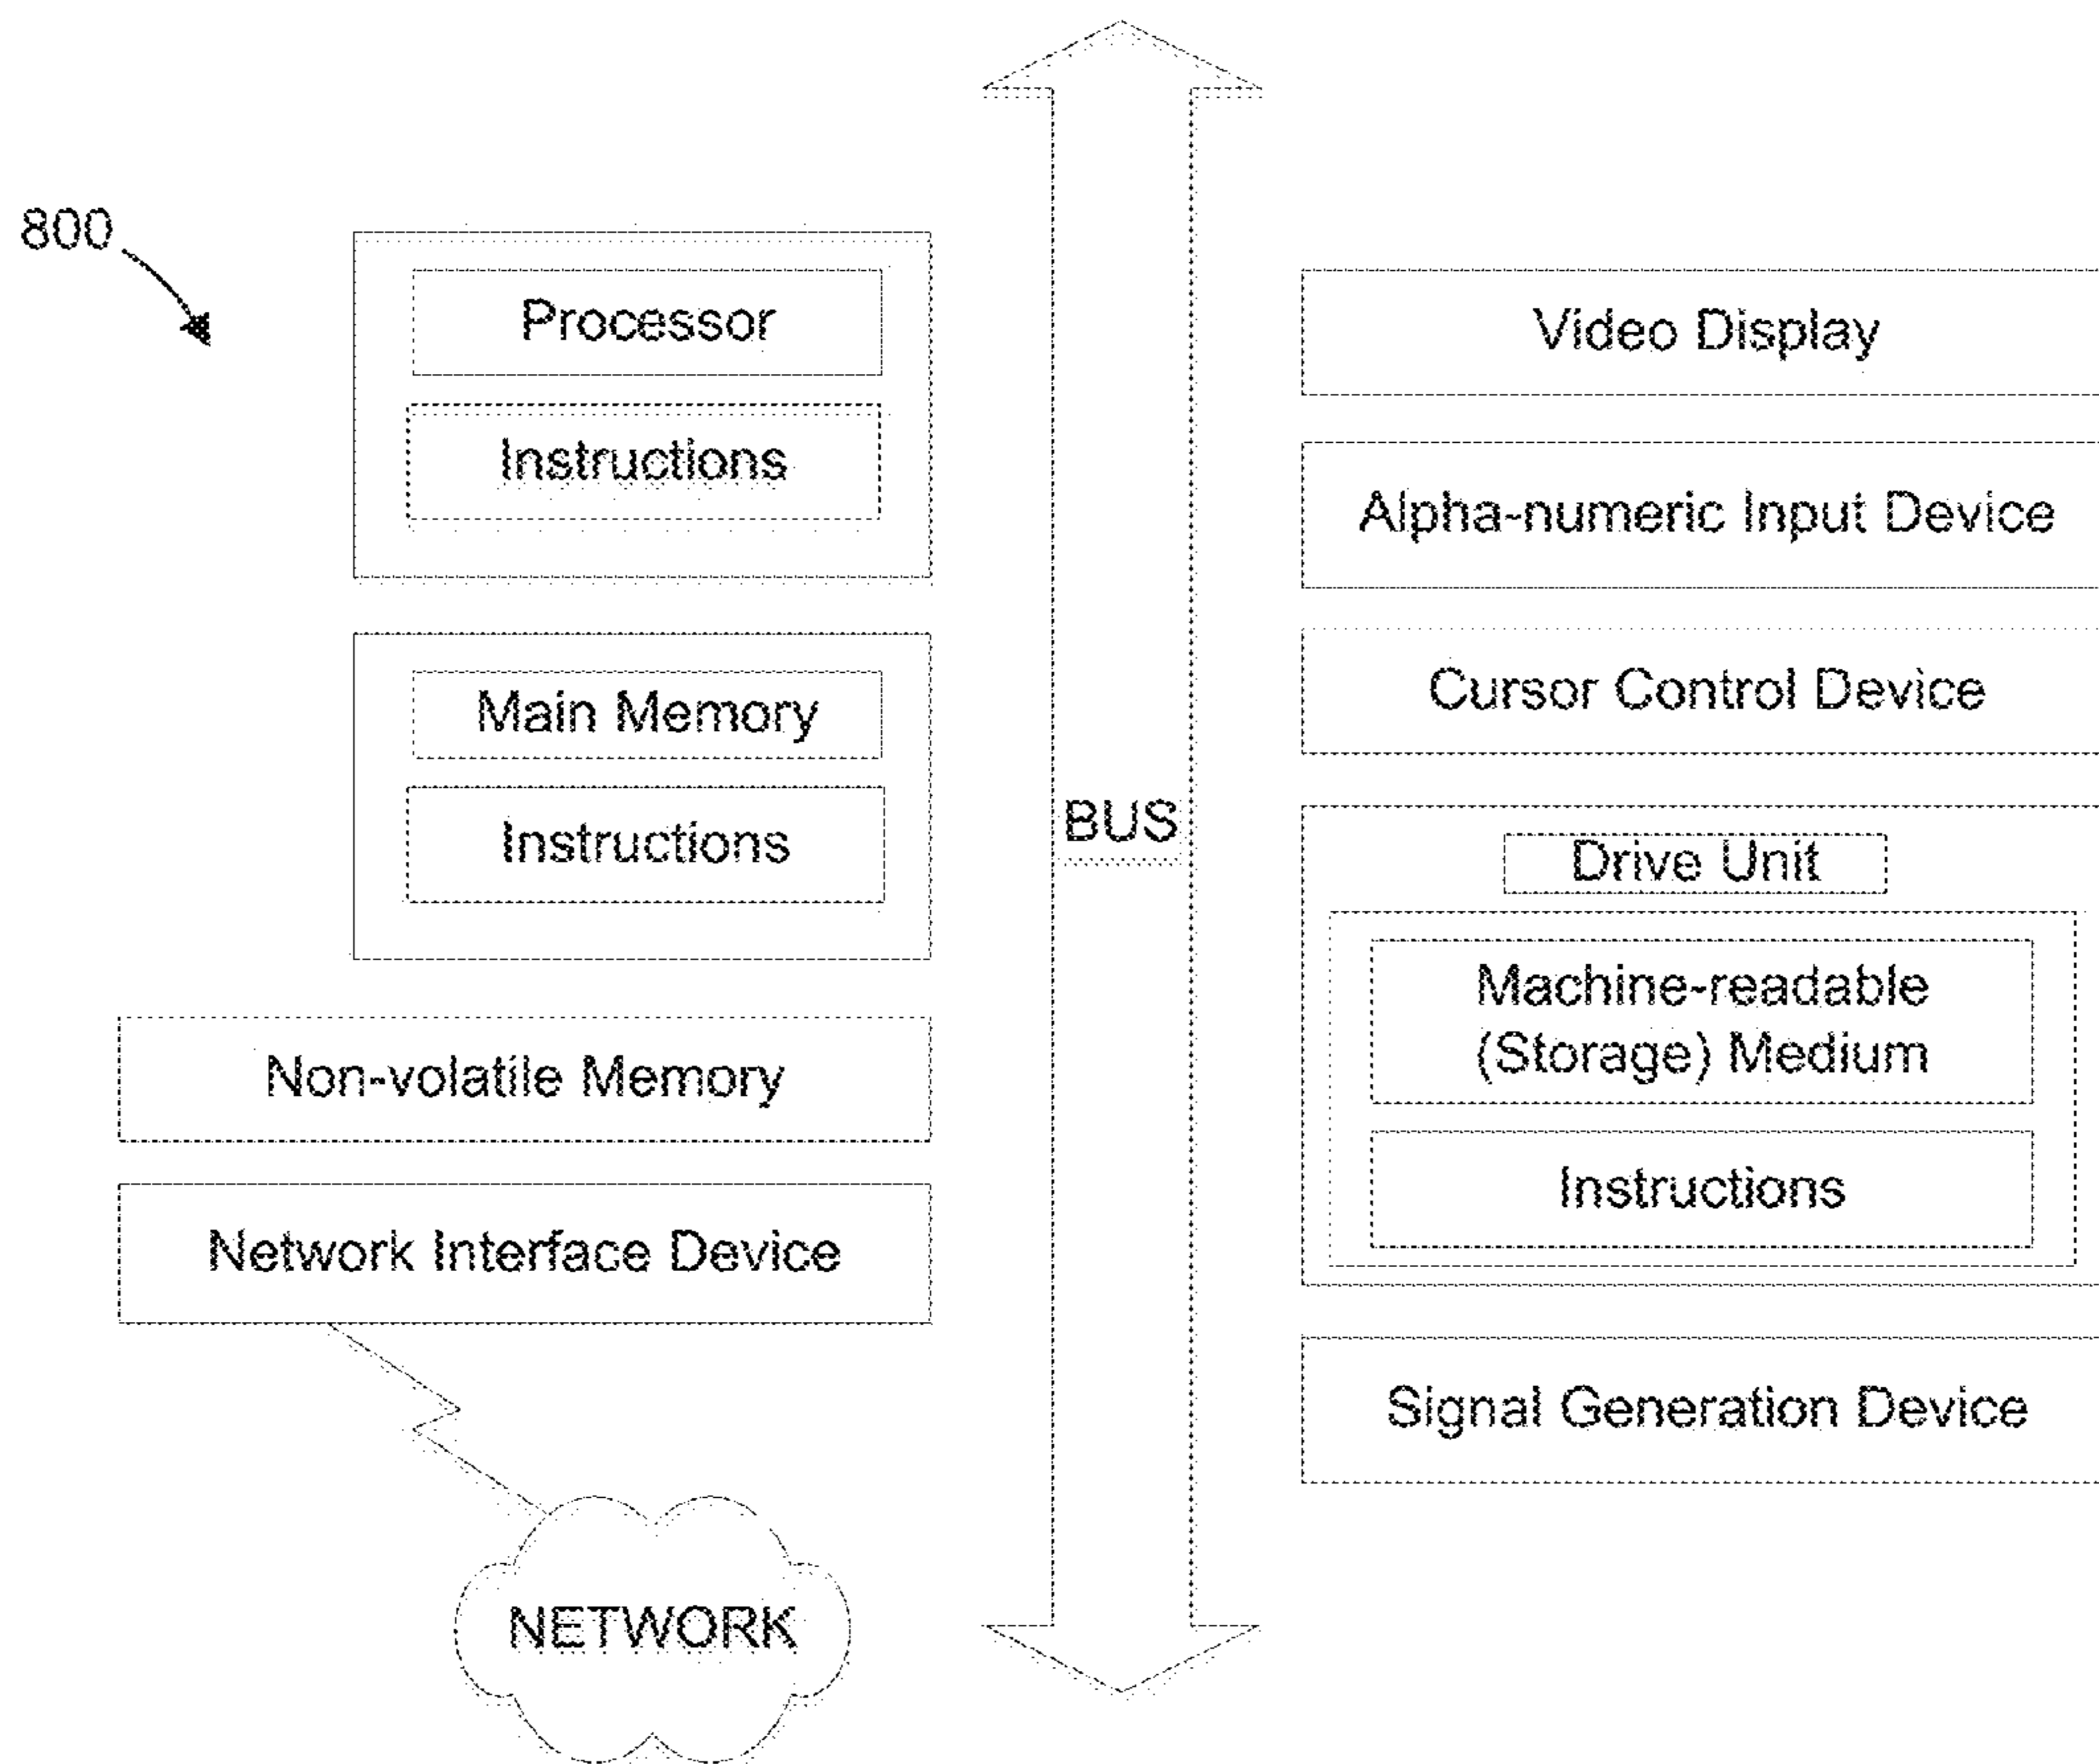 800
Processor
Instructions
Main Memory
Instructions
Non-volatile Memory
Network Interface Device
NETWORK
BUS
Video Display
Alpha-numeric Input Device
Cursor Control Device
Drive Unit
Machine-readable
(Storage) Medium
Instructions
Signal Generation Device